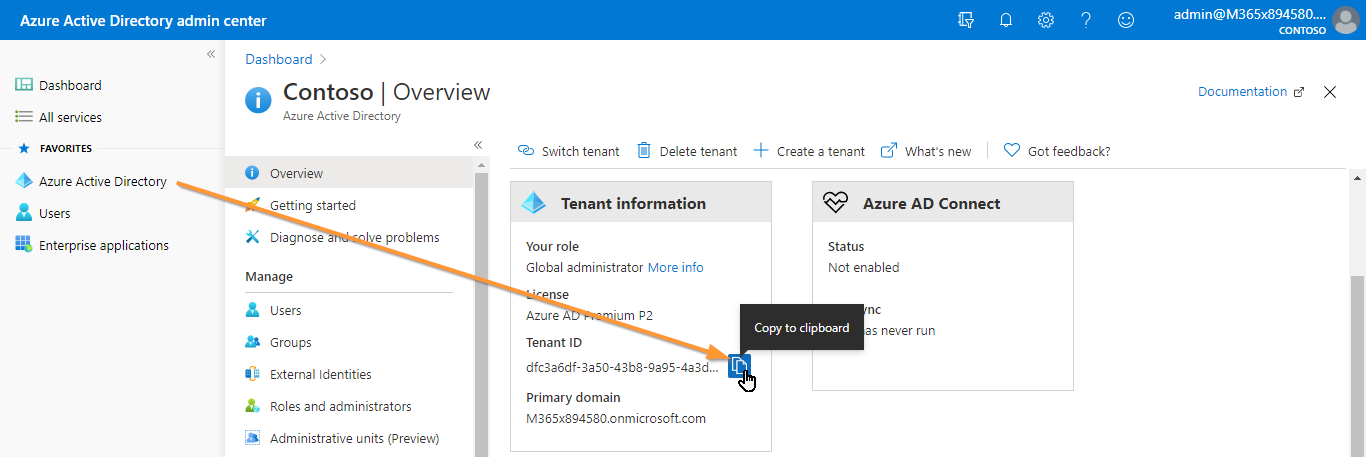 Azure Active Directory admin center
admin@M365x894580....
CONTOSO
Dashboard
All services
FAVORITES
Azure Active Directory
Users
Enterprise applications
Dashboard
Contoso | Overview
Azure Active Directory
Documentation
Switch tenant
Delete tenant
Create a tenant
What's new
Got feedback?
Overview
Getting started
Diagnose and solve problems
Manage
Users
Groups
External Identities
Roles and administrators
Administrative units (Preview)
Tenant information
Your role
Global administrator More info
License
Azure AD Premium P2
Tenant ID
dfc3a6df-3a50-43b8-9a95-4a3d...
Copy to clipboard
Primary domain
M365x894580.onmicrosoft.com
Azure AD Connect
Status
Not enabled
ync
has never run